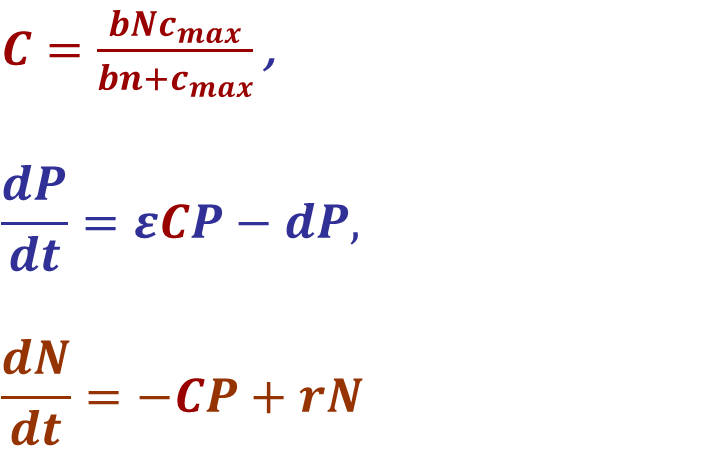 C = bNc_max / bn+c_max ,
dP/dt = εCP − dP,
dN/dt = −CP + rN